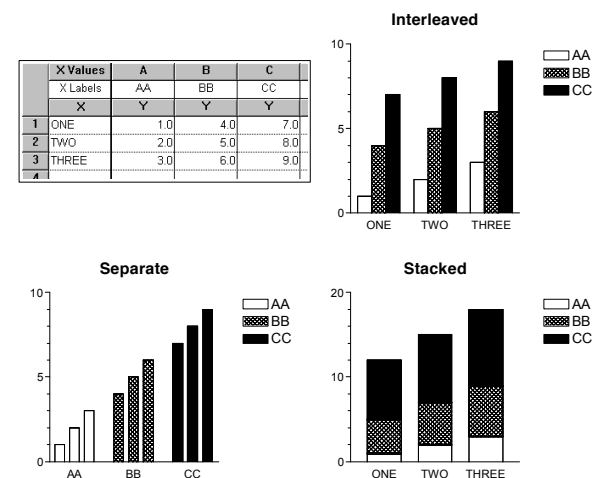 Interleaved
X Values A B C
X Labels AA BB CC
X Y Y Y
1 ONE 1.0 4.0 7.0
2 TWO 2.0 5.0 8.0
3 THREE 3.0 6.0 9.0
4
10
5
0
ONE TWO THREE
AA
BB
CC
Separate
10
5
0
AA BB CC
AA
BB
CC
Stacked
20
10
0
ONE TWO THREE
AA
BB
CC